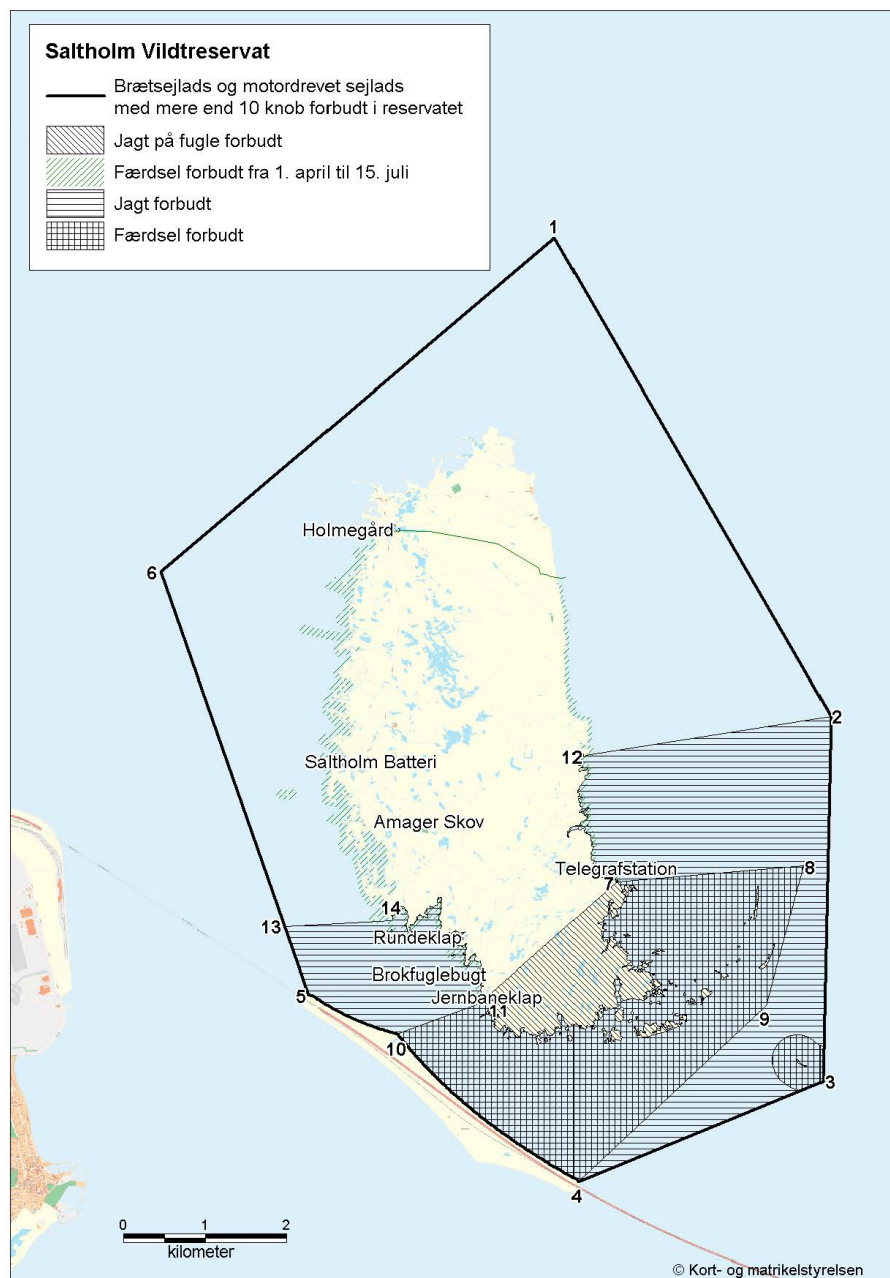 Saltholm Vildtreservat
Brætsejlads og motordrevet sejlads
med mere end 10 knob forbudt i reservatet
Jagt på fugle forbudt
Færdsel forbudt fra 1. april til 15. juli
Jagt forbudt
Færdsel forbudt
1
Holmegård
6
2
12
Saltholm Batteri
Amager Skov
Telegrafstation
7
8
14
13
Rundeklap
Brokfuglebugt
5
Jernbaneklap
11
9
10
3
4
0 1 2
kilometer
© Kort- og matrikelstyrelsen